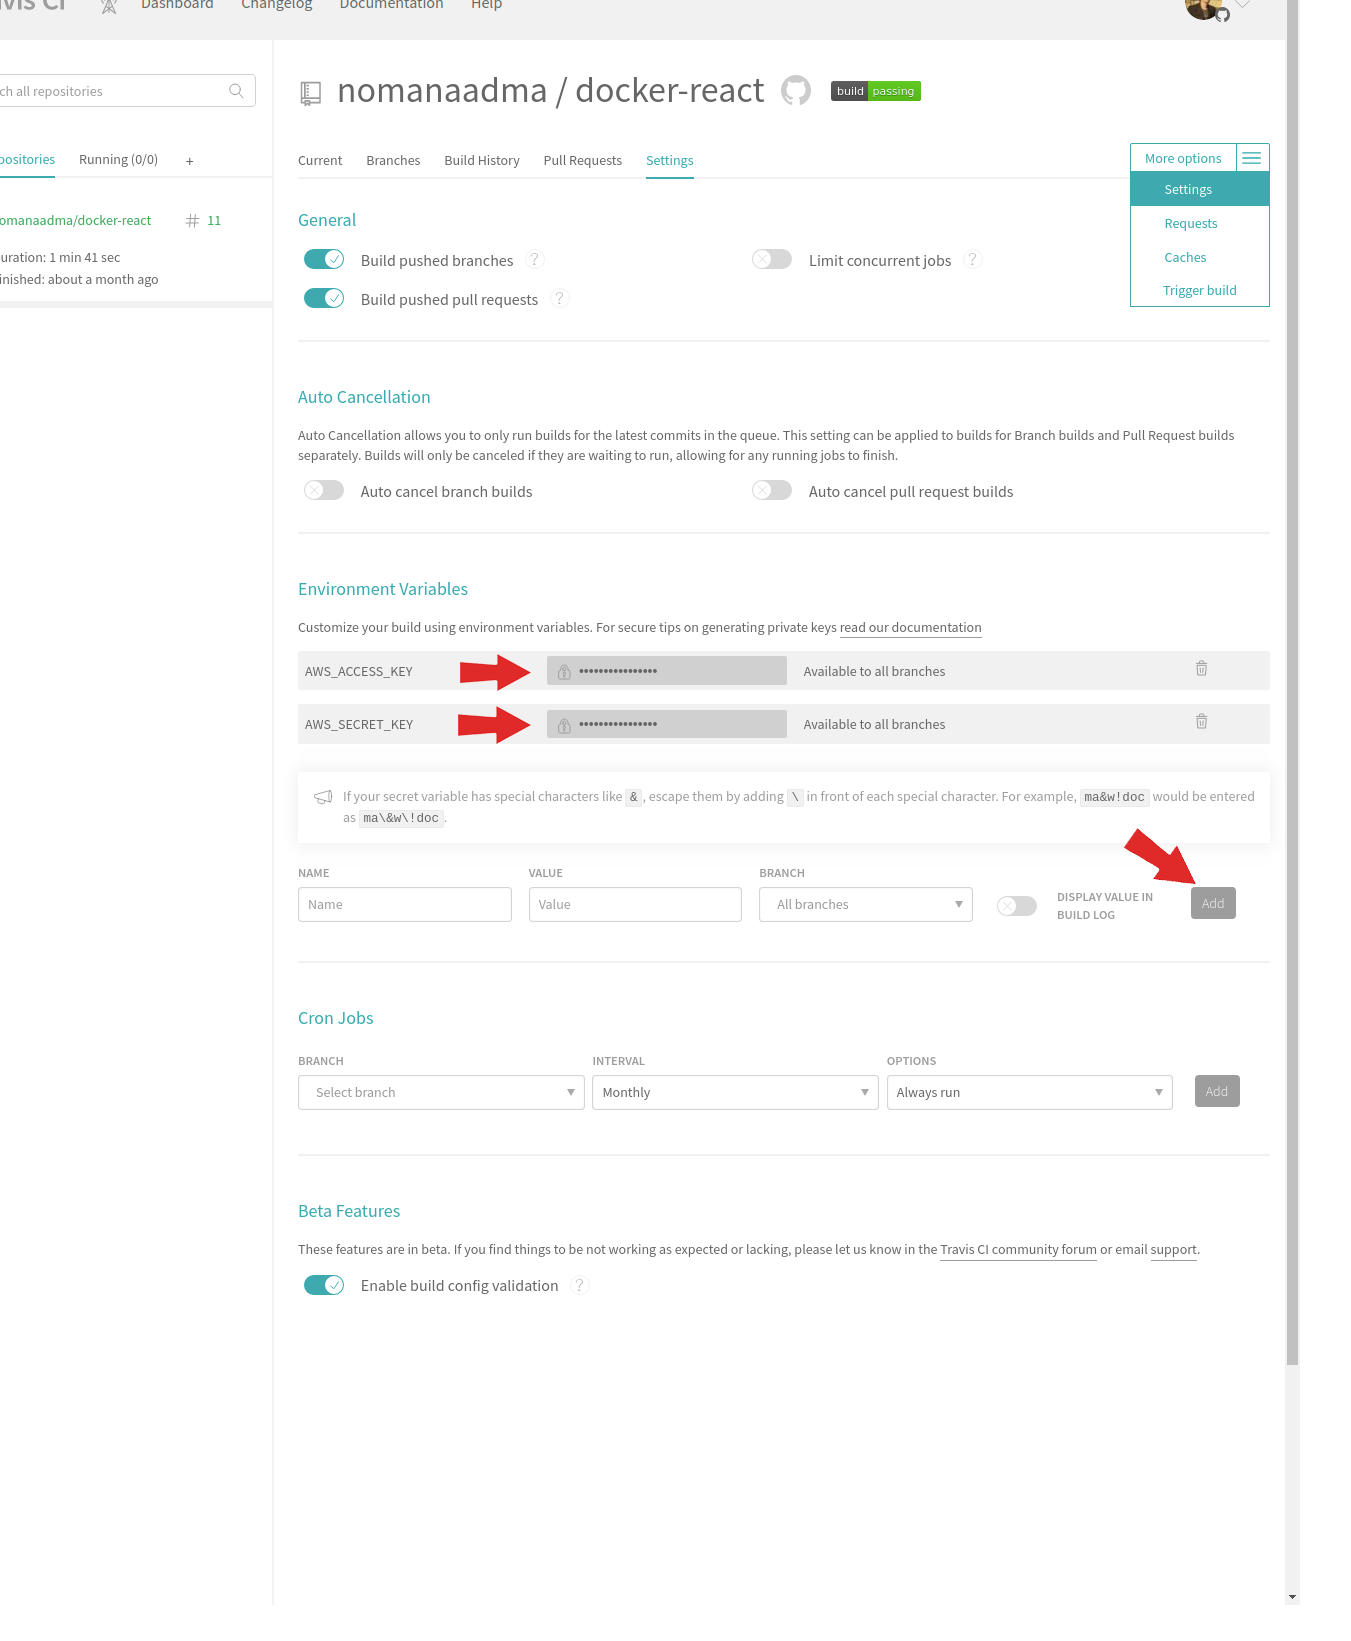 vis CI Dashboard Changelog Documentation Help
ch all repositories
nomanaadma / docker-react build passing
positories Running (0/0) +
Current Branches Build History Pull Requests Settings
More options
Settings
Requests
Caches
Trigger build
omanaadma/docker-react # 11
uration: 1 min 41 sec
inished: about a month ago
General
Build pushed branches ? Limit concurrent jobs ?
Build pushed pull requests ?
Auto Cancellation
Auto Cancellation allows you to only run builds for the latest commits in the queue. This setting can be applied to builds for Branch builds and Pull Request builds
separately. Builds will only be canceled if they are waiting to run, allowing for any running jobs to finish.
Auto cancel branch builds Auto cancel pull request builds
Environment Variables
Customize your build using environment variables. For secure tips on generating private keys read our documentation
AWS_ACCESS_KEY •••••••••••••••• Available to all branches
AWS_SECRET_KEY •••••••••••••••• Available to all branches
If your secret variable has special characters like & , escape them by adding \ in front of each special character. For example, ma&w!doc would be entered
as ma\&w\!doc .
NAME VALUE BRANCH
Name Value All branches DISPLAY VALUE IN
BUILD LOG
Add
Cron Jobs
BRANCH INTERVAL OPTIONS
Select branch Monthly Always run Add
Beta Features
These features are in beta. If you find things to be not working as expected or lacking, please let us know in the Travis CI community forum or email support.
Enable build config validation ?